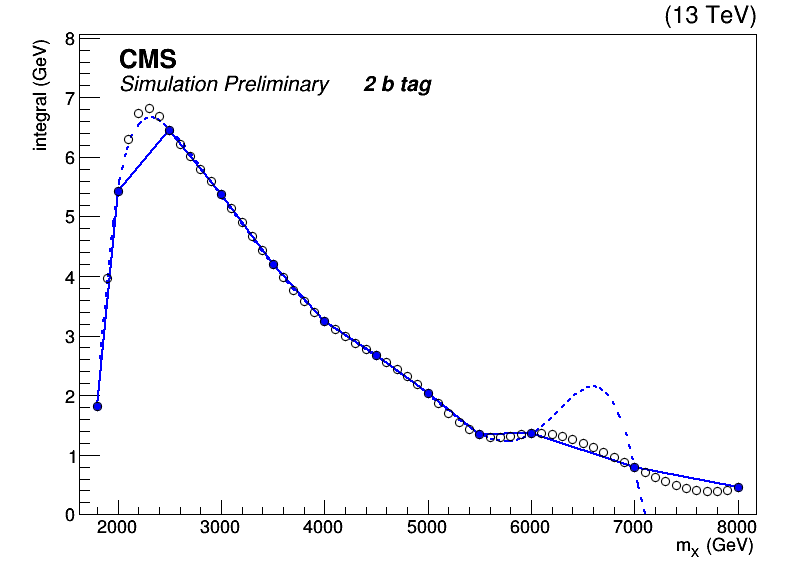 (13 TeV)
CMS
Simulation Preliminary 2 b tag
integral (GeV)
8
7
6
5
4
3
2
1
0
2000 3000 4000 5000 6000 7000 8000
m_X (GeV)